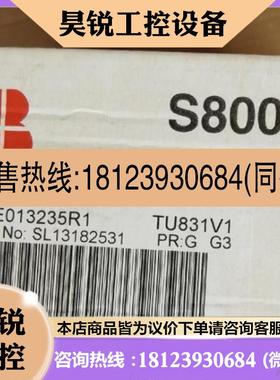 昊锐工控设备
B
S800
售热线:18123930684(同
E013235R1
TU831V1
No: SL13182531
PR:G G3
锐
控
本店商品皆为议价可咨询客服订单
咨询热线:18123930684 (微